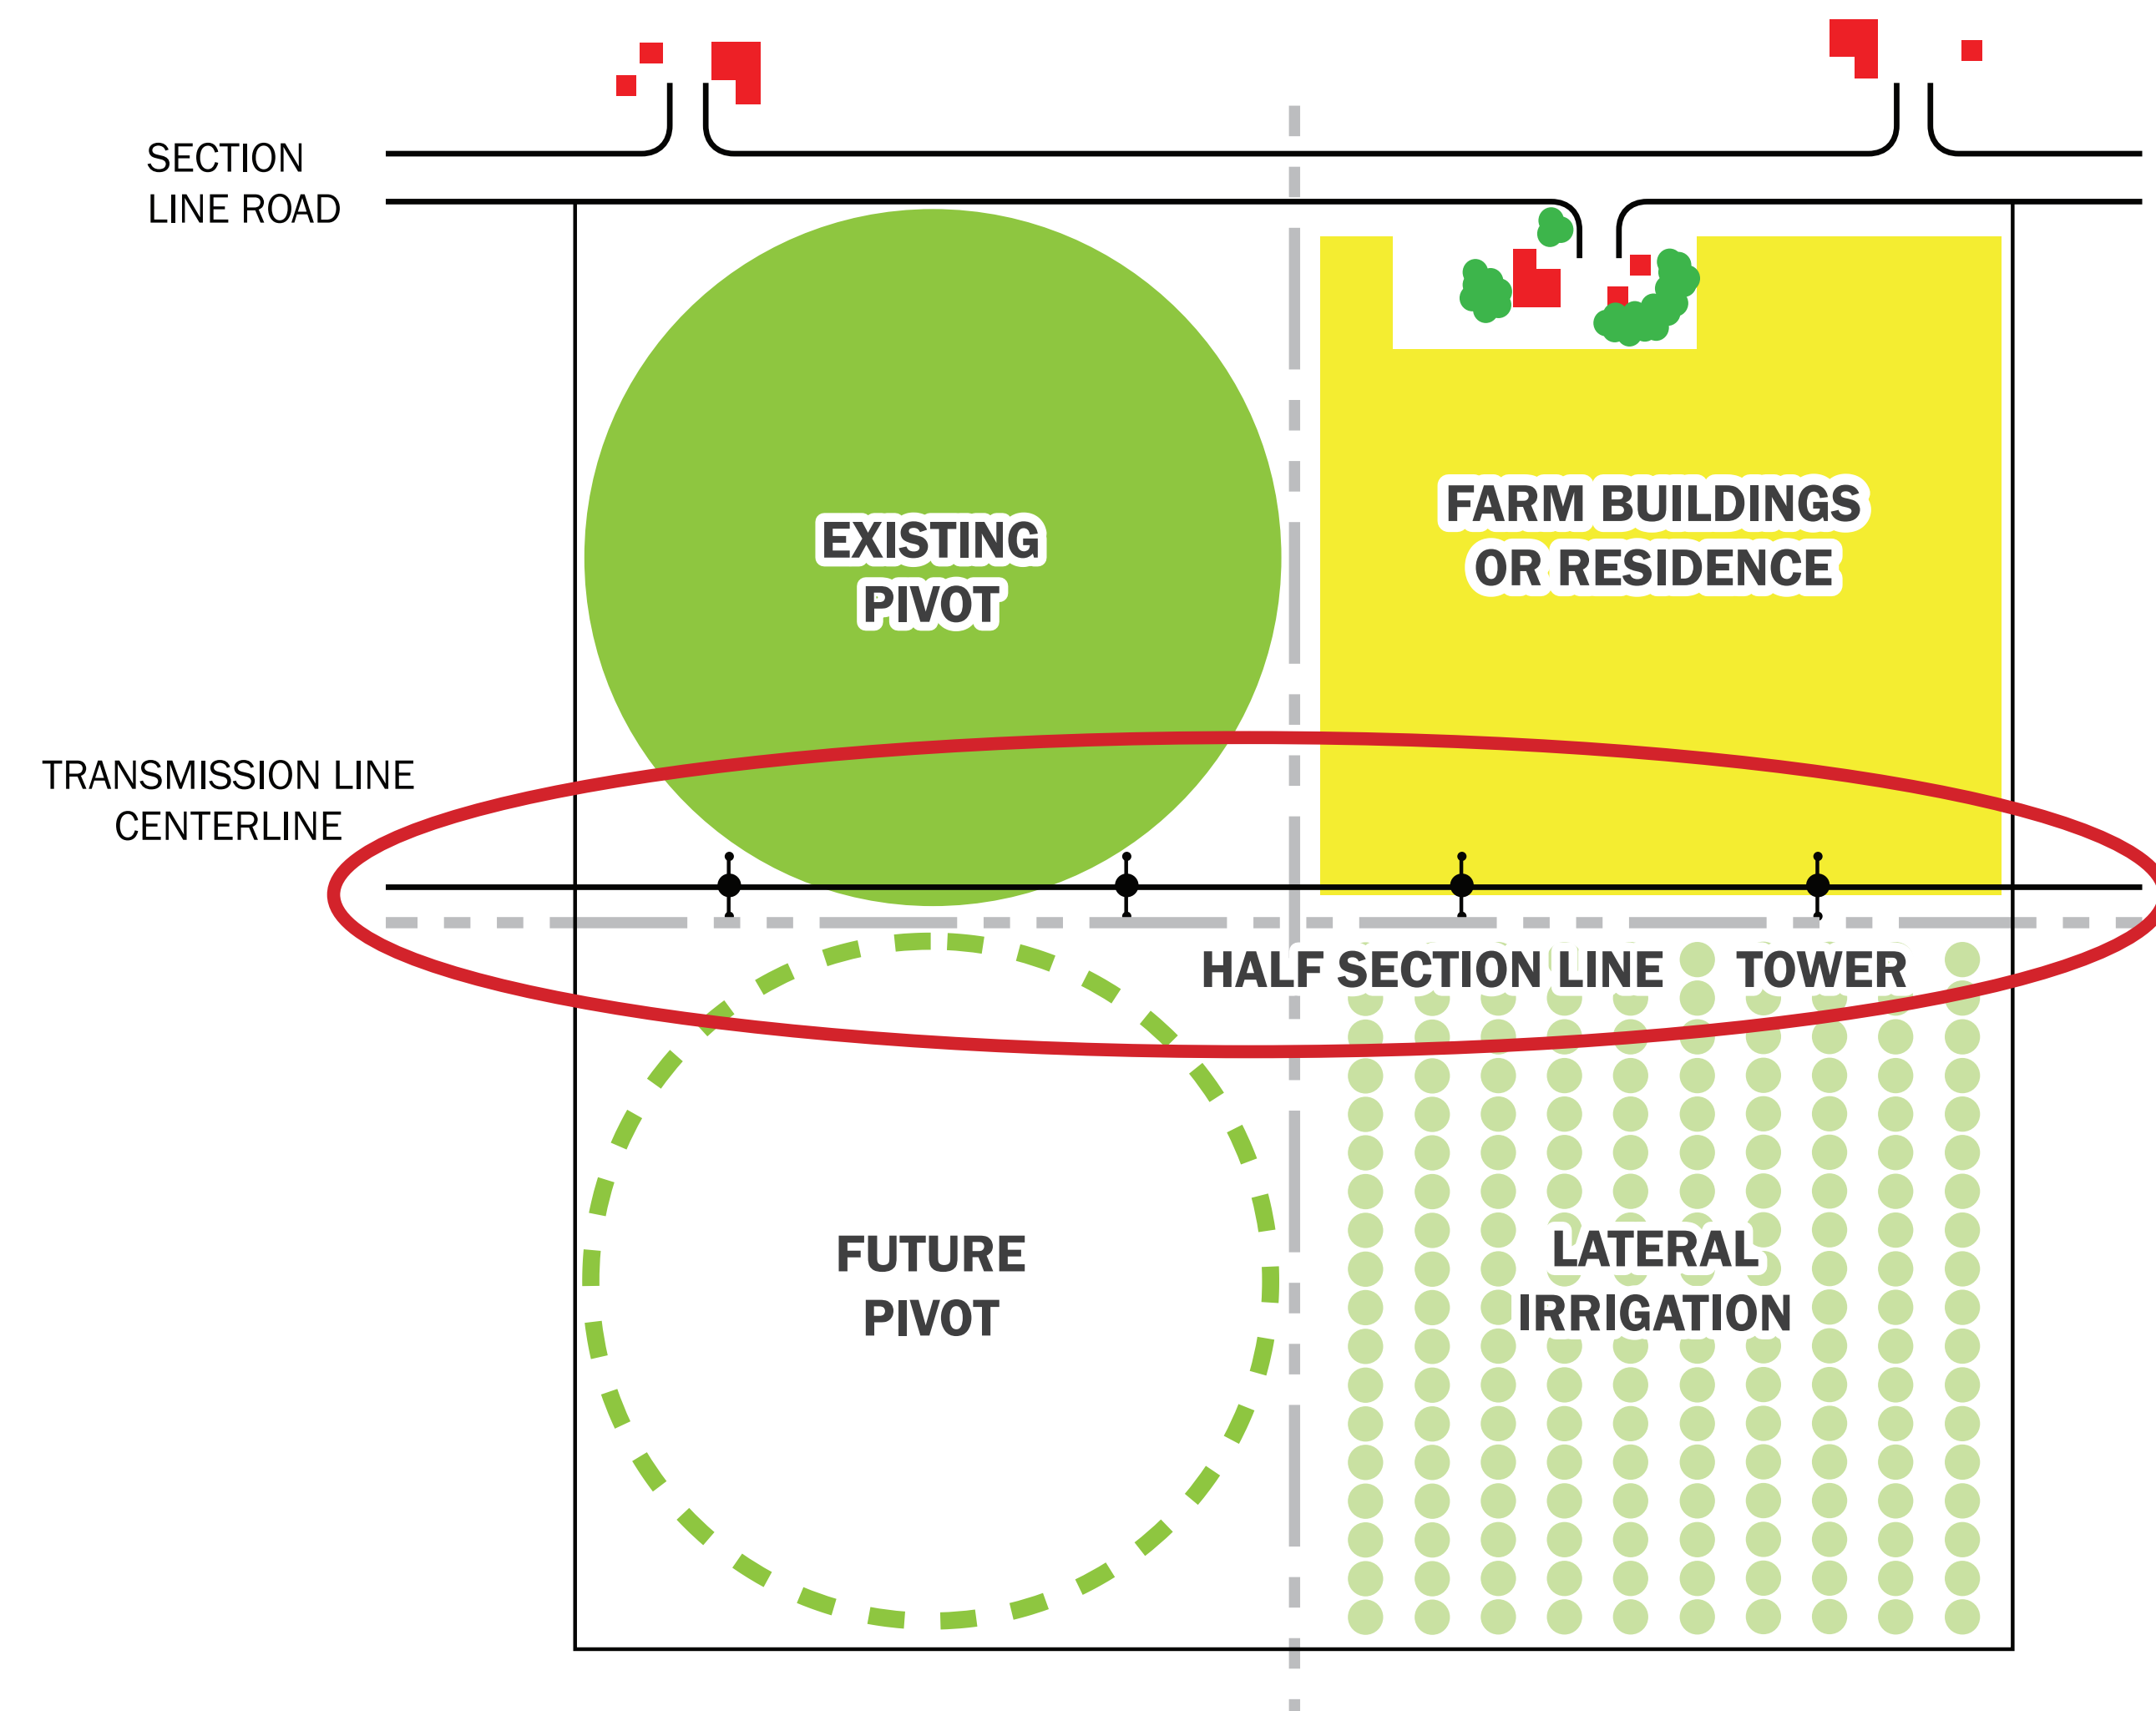 SECTION
LINE ROAD
EXISTING
PIVOT
FARM BUILDINGS
OR RESIDENCE
TRANSMISSION LINE
CENTERLINE
HALF SECTION LINE
TOWER
FUTURE
PIVOT
LATERAL
IRRIGATION